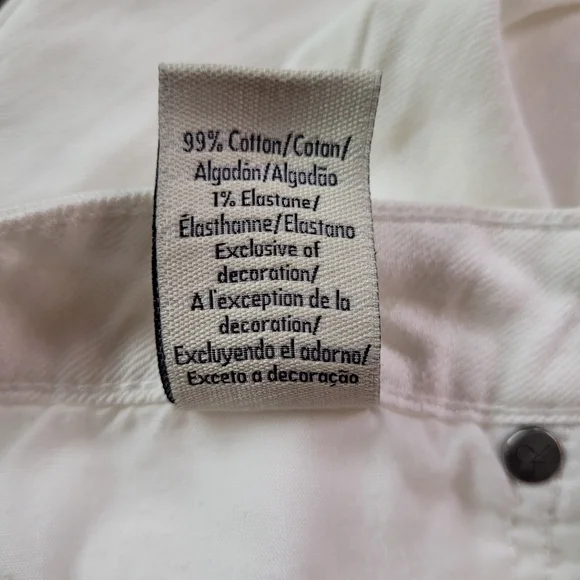 99% Cotton/Coton/
Algodón/Algodão
1% Elastane/
Élasthanne/Elastano
Exclusive of
decoration/
A l'exception de la
decoration/
Excluyendo el adorno/
Exceto a decoração